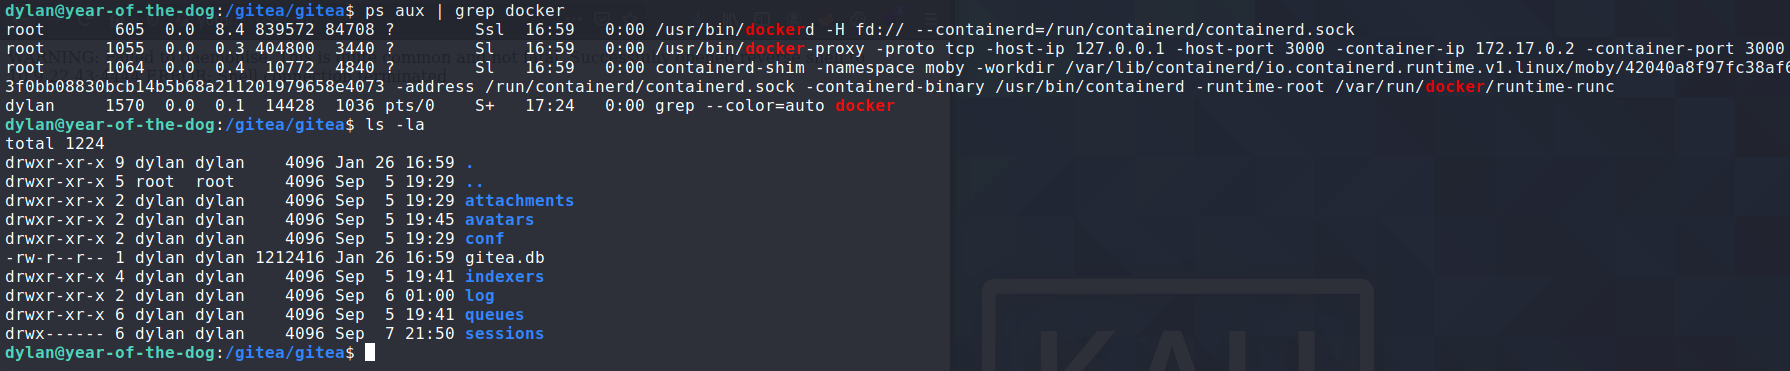 dylan@year-of-the-dog:/gitea/gitea$ ps aux | grep docker
root       605  0.0  8.4 839572 84708 ?        Ssl  16:59   0:00 /usr/bin/dockerd -H fd:// --containerd=/run/containerd/containerd.sock
root      1055  0.0  0.3 404800  3440 ?        Sl   16:59   0:00 /usr/bin/docker-proxy -proto tcp -host-ip 127.0.0.1 -host-port 3000 -container-ip 172.17.0.2 -container-port 3000
root      1064  0.0  0.4  10772  4840 ?        Sl   16:59   0:00 containerd-shim -namespace moby -workdir /var/lib/containerd/io.containerd.runtime.v1.linux/moby/42040a8f97fc38af6
3f0bb08830bcb14b5b68a211201979658e4073 -address /run/containerd/containerd.sock -containerd-binary /usr/bin/containerd -runtime-root /var/run/docker/runtime-runc
dylan     1570  0.0  0.1  14428  1036 pts/0    S+   17:24   0:00 grep --color=auto docker
dylan@year-of-the-dog:/gitea/gitea$ ls -la
total 1224
drwxr-xr-x 9 dylan dylan    4096 Jan 26 16:59 .
drwxr-xr-x 5 root  root     4096 Sep  5 19:29 ..
drwxr-xr-x 2 dylan dylan    4096 Sep  5 19:29 attachments
drwxr-xr-x 2 dylan dylan    4096 Sep  5 19:45 avatars
drwxr-xr-x 2 dylan dylan    4096 Sep  5 19:29 conf
-rw-r--r-- 1 dylan dylan 1212416 Jan 26 16:59 gitea.db
drwxr-xr-x 4 dylan dylan    4096 Sep  5 19:41 indexers
drwxr-xr-x 2 dylan dylan    4096 Sep  6 01:00 log
drwxr-xr-x 6 dylan dylan    4096 Sep  5 19:41 queues
drwx------ 6 dylan dylan    4096 Sep  7 21:50 sessions
dylan@year-of-the-dog:/gitea/gitea$
KALI